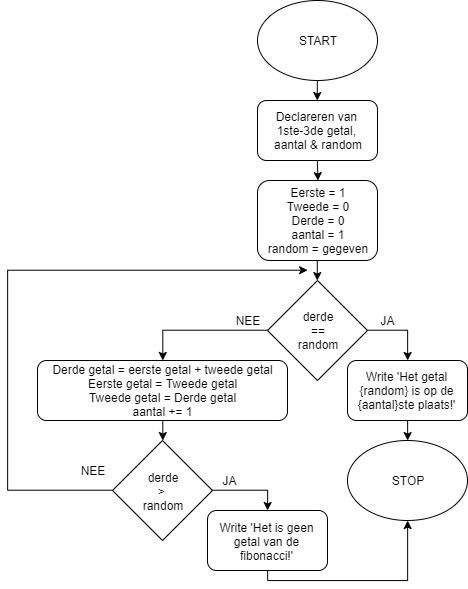 START
Declareren van
1ste-3de getal,
aantal & random
Eerste = 1
Tweede = 0
Derde = 0
aantal = 1
random = gegeven
derde
==
random
NEE
JA
Derde getal = eerste getal + tweede getal
Eerste getal = Tweede getal
Tweede getal = Derde getal
aantal += 1
Write 'Het getal
{random} is op de
{aantal}ste plaats!'
derde
>
random
NEE
JA
STOP
Write 'Het is geen
getal van de
fibonacci!'